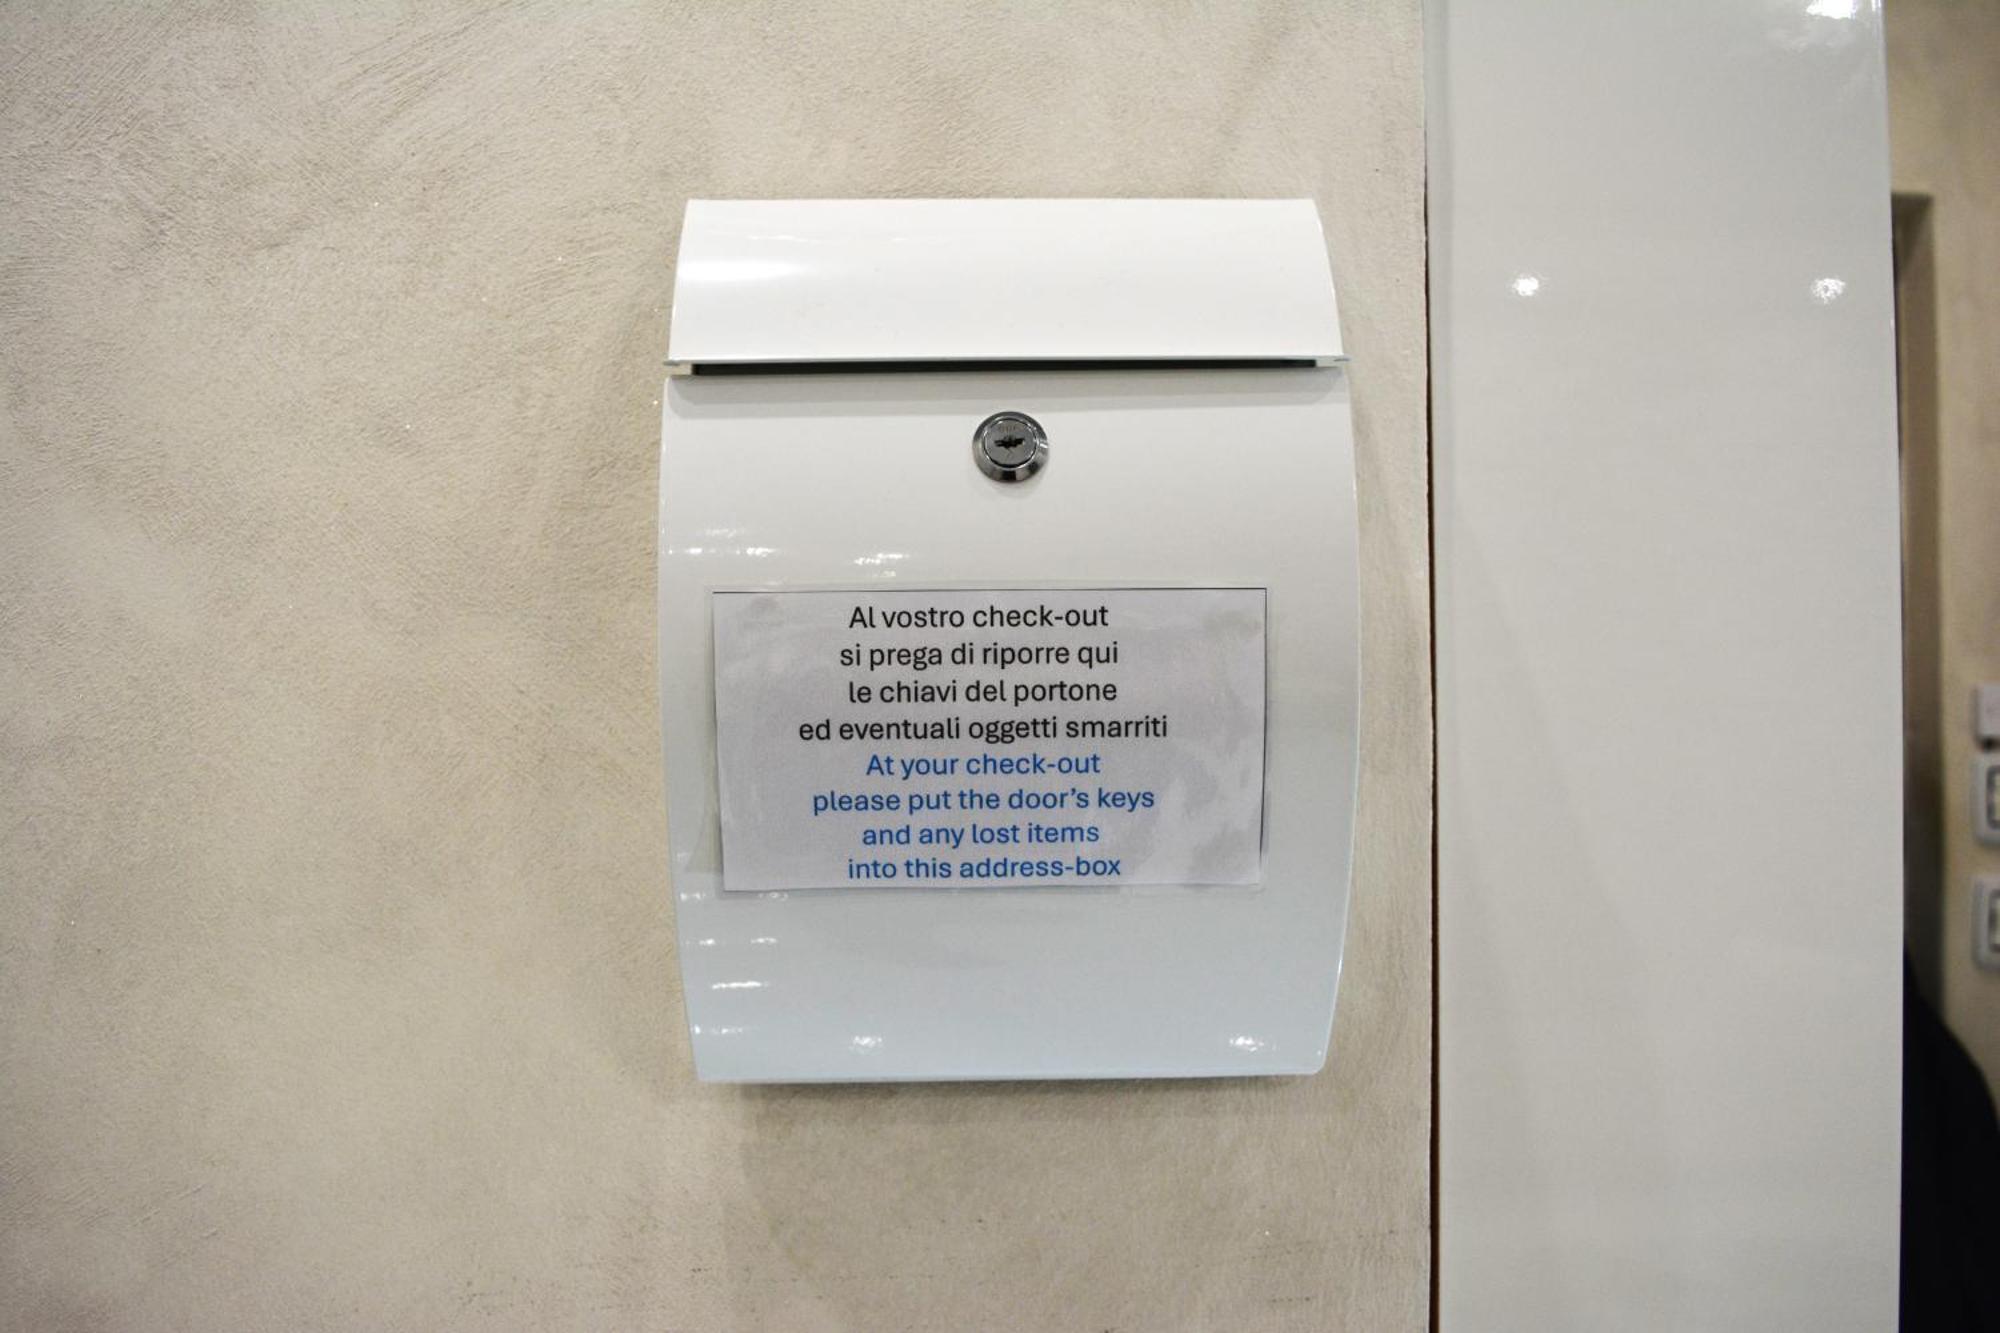 Al vostro check-out
si prega di riporre qui
le chiavi del portone
ed eventuali oggetti smarriti
At your check-out
please put the door’s keys
and any lost items
into this address-box